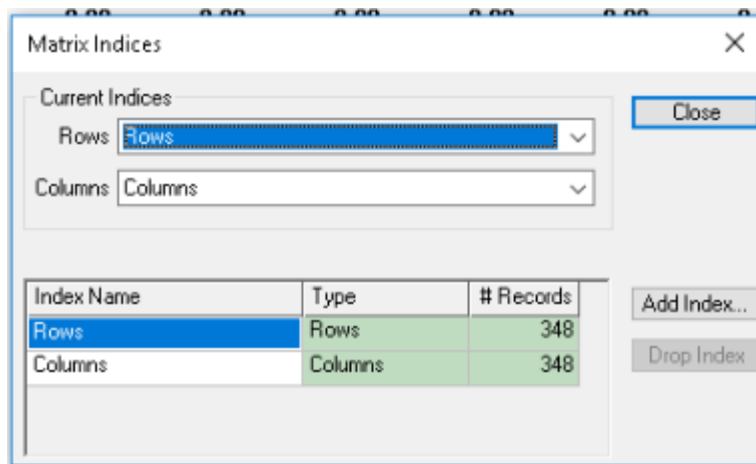 Matrix Indices
Current Indices
Close
Rows Rows
Columns Columns
Index Name Type # Records
Add Index...
Rows Rows 348
Drop Index
Columns Columns 348